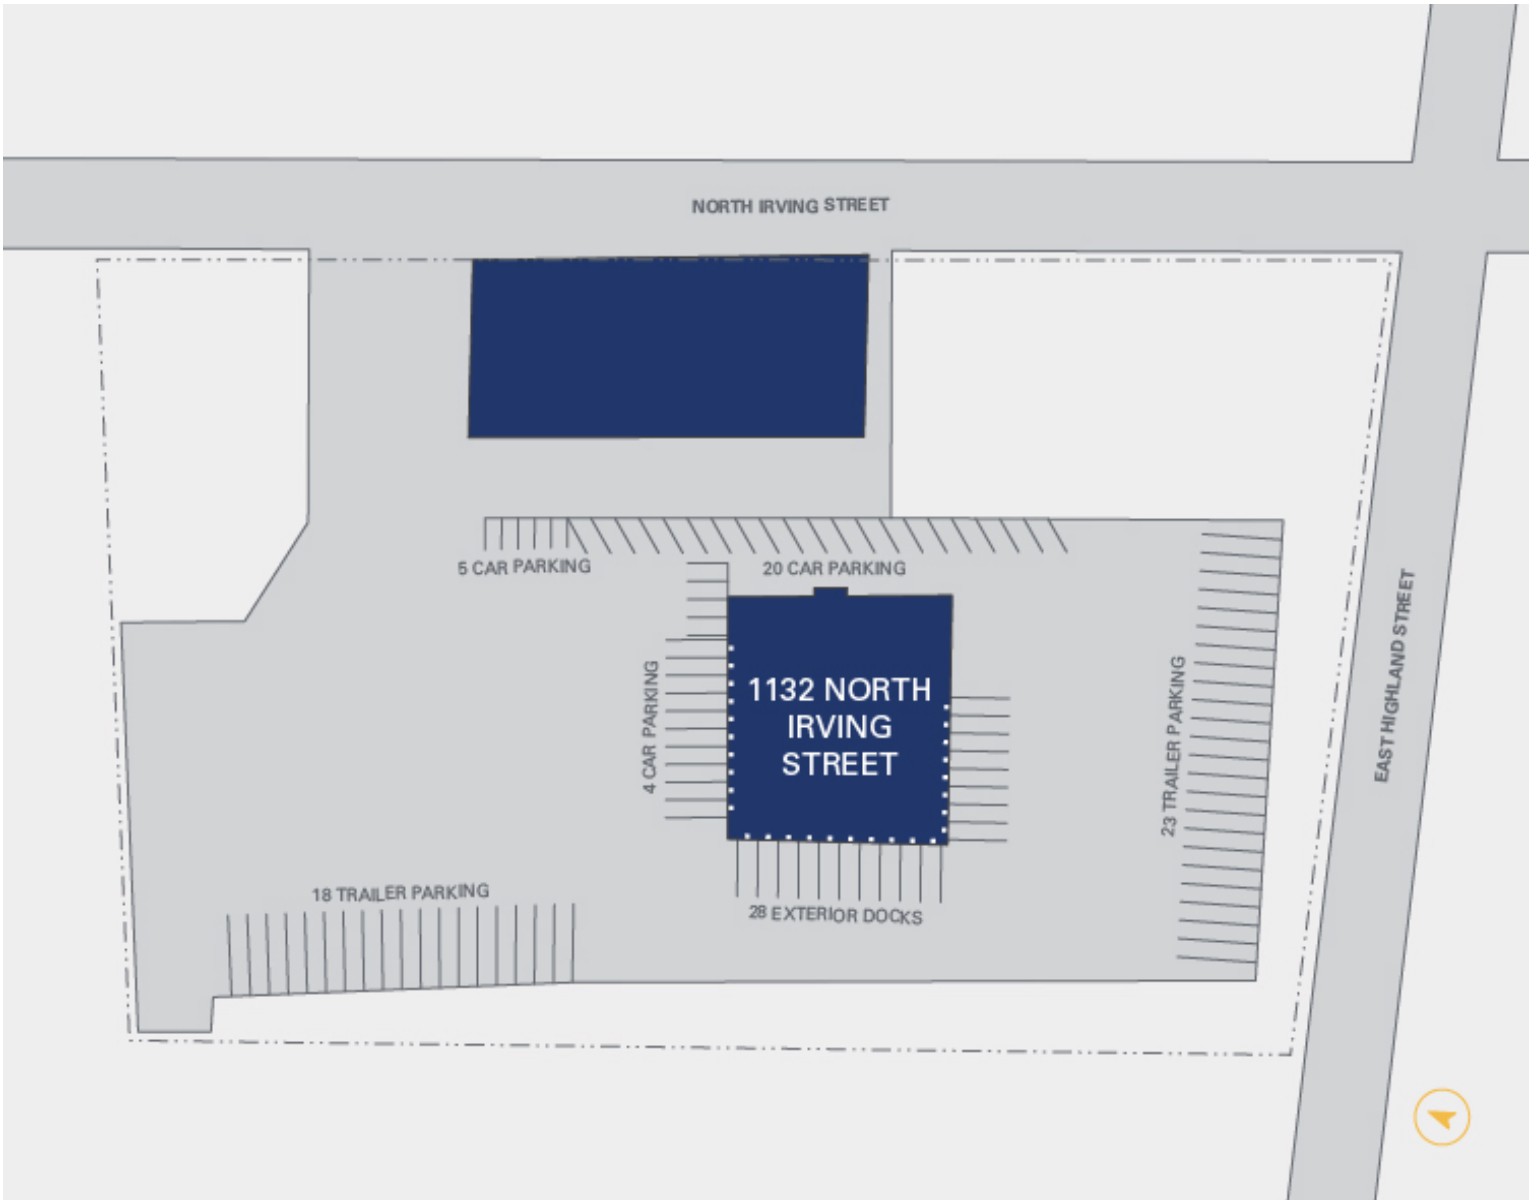 NORTH IRVING STREET
5 CAR PARKING
20 CAR PARKING
4 CAR PARKING
1132 NORTH
IRVING
STREET
23 TRAILER PARKING
EAST HIGHLAND STREET
18 TRAILER PARKING
28 EXTERIOR DOCKS